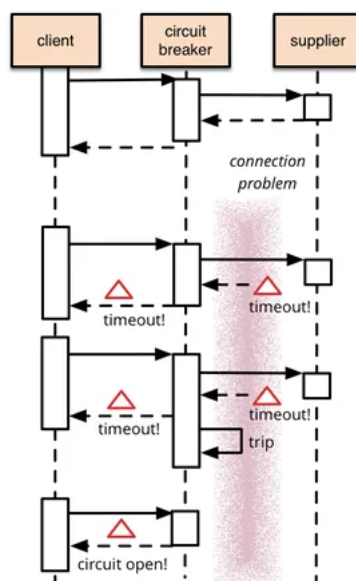 client
circuit
breaker
supplier
connection
problem
timeout!
timeout!
timeout!
timeout!
trip
circuit open!